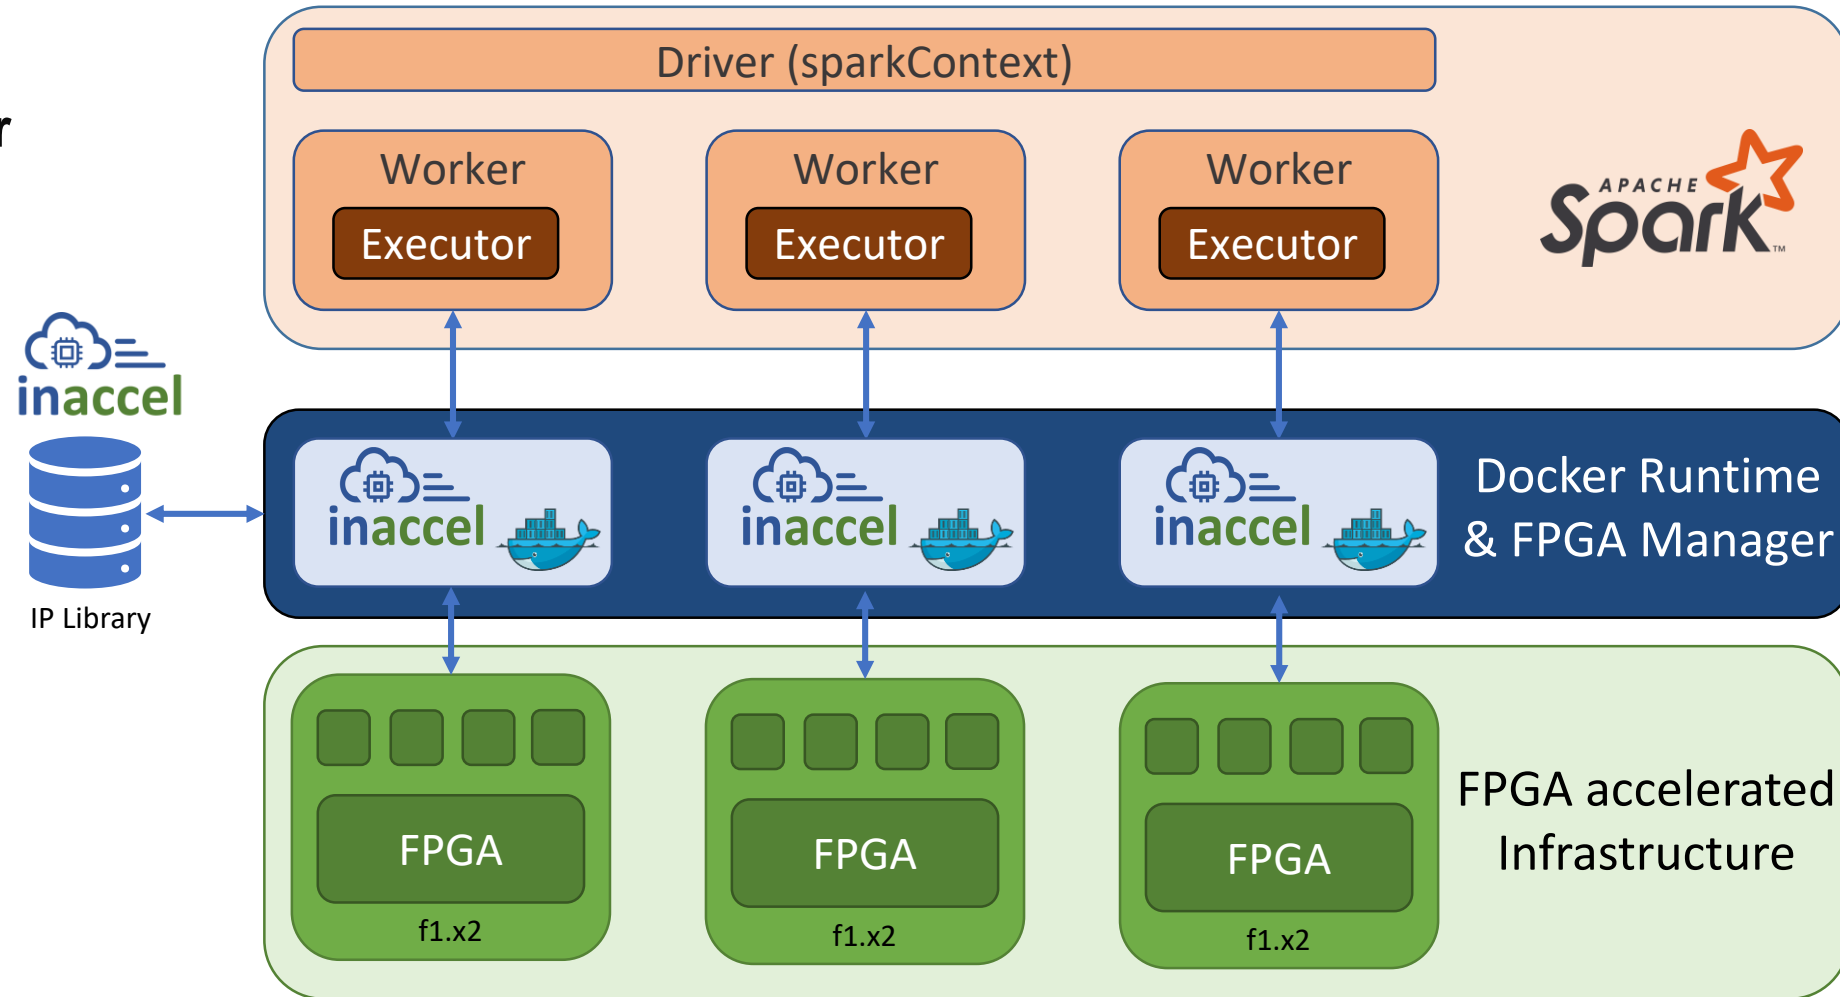 Driver (sparkContext)
r
Worker
Worker
Worker
APACHE
Spark™
Executor
Executor
Executor
inaccel
IP Library
inaccel
inaccel
inaccel
Docker Runtime
& FPGA Manager
FPGA
FPGA
FPGA
f1.x2
f1.x2
f1.x2
FPGA accelerated
Infrastructure